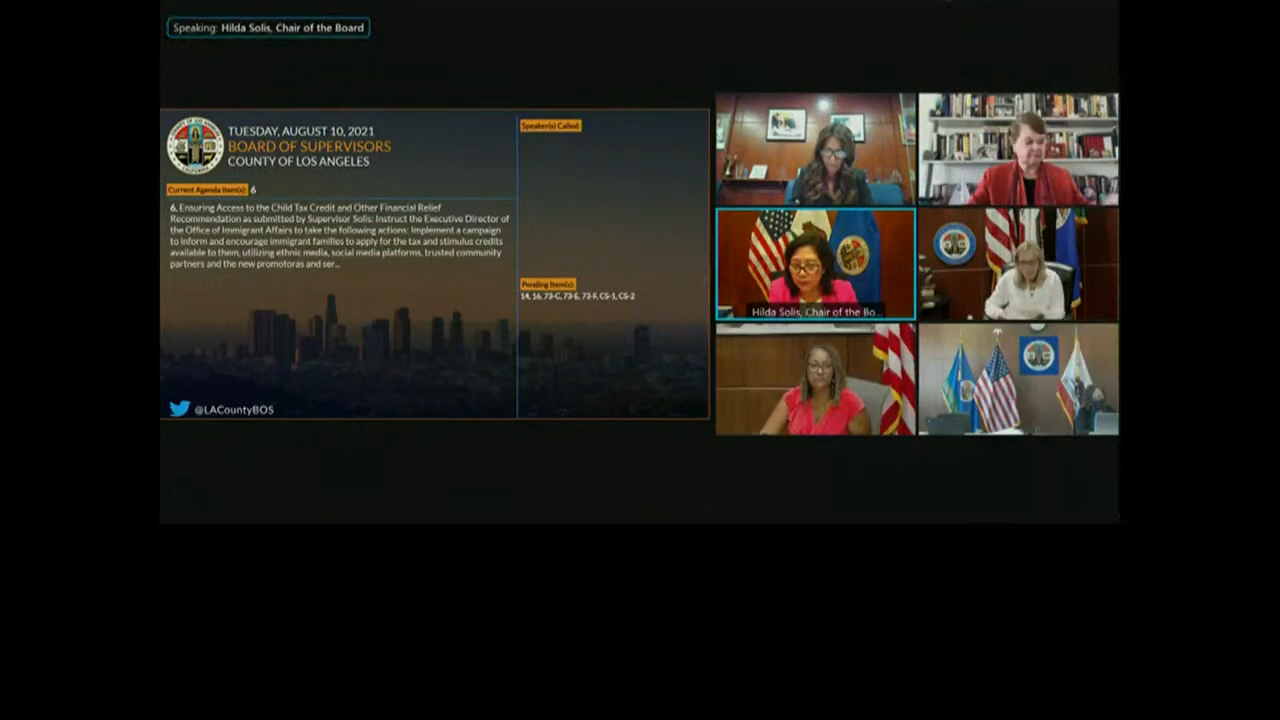 Speaking: Hilda Solis, Chair of the Board
TUESDAY, AUGUST 10, 2021
BOARD OF SUPERVISORS
COUNTY OF LOS ANGELES
Current Agenda Item(s): 6
6. Ensuring Access to the Child Tax Credit and Other Financial Relief
Recommendation as submitted by Supervisor Solis: Instruct the Executive Director of
the Office of Immigrant Affairs to take the following actions: Implement a campaign
to inform and encourage immigrant families to apply for the tax and stimulus credits
available to them, utilizing ethnic media, social media platforms, trusted community
partners and the new promotoras and ser...
@LACountyBOS
Speaker(s) Called:
Pending Item(s):
14, 16, 73-C, 73-E, 73-F, CS-1, CS-2
Hilda Solis, Chair of the Bo...